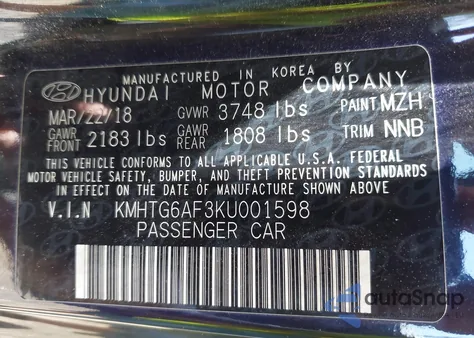 MANUFACTURED IN KOREA BY
HYUNDAI MOTOR COMPANY
MAR/22/18 GVWR 3748 lbs PAINT MZH
GAWR FRONT 2183 lbs GAWR REAR 1808 lbs TRIM NNB
THIS VEHICLE CONFORMS TO ALL APPLICABLE U.S.A. FEDERAL
MOTOR VEHICLE SAFETY, BUMPER, AND THEFT PREVENTION STANDARDS
IN EFFECT ON THE DATE OF MANUFACTURE SHOWN ABOVE
V.I.N KMHTG6AF3KU001598
PASSENGER CAR
autoSnap